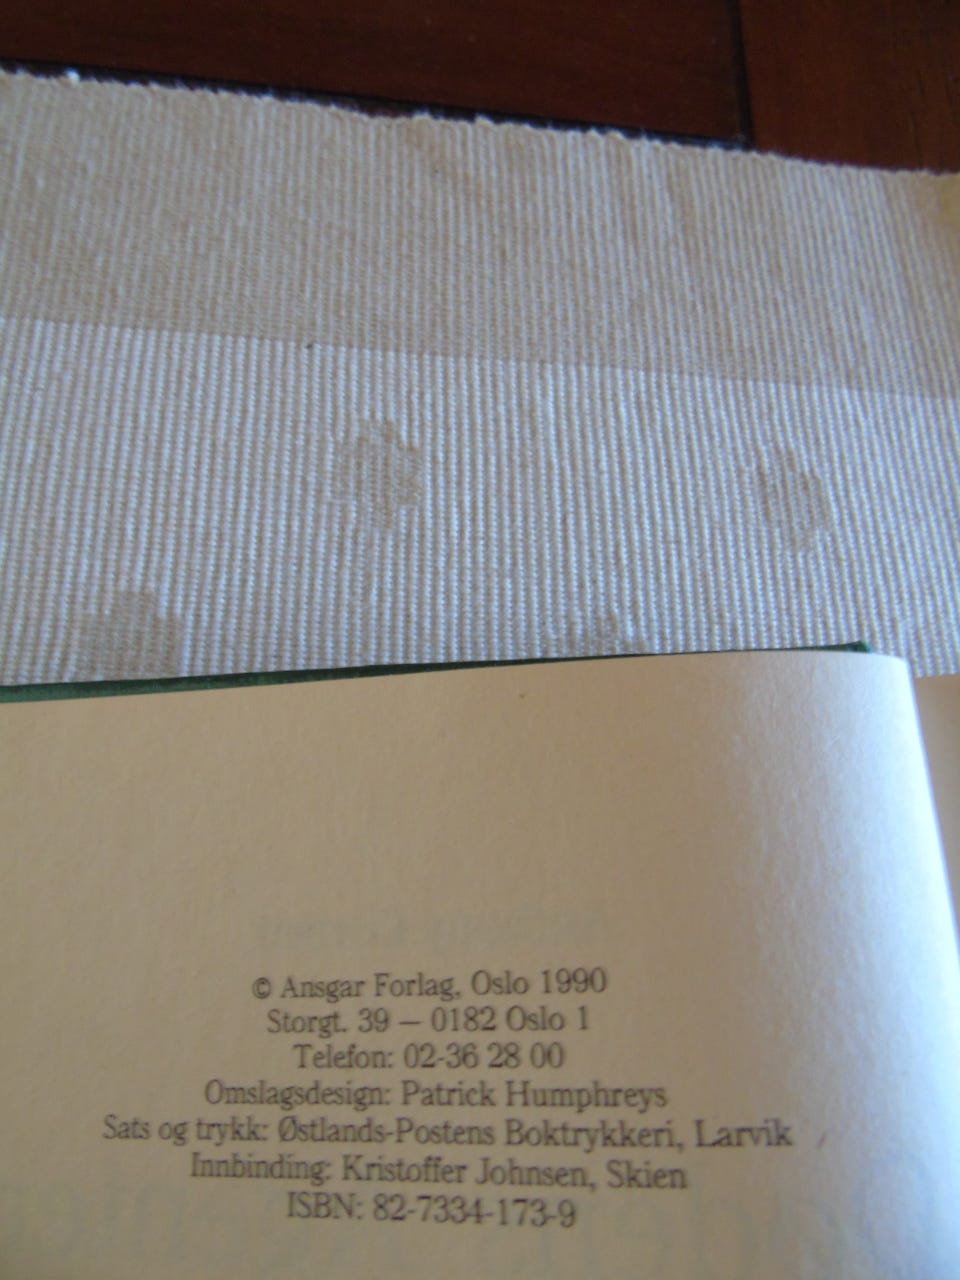 © Ansgar Forlag, Oslo 1990
Storgt. 39 — 0182 Oslo 1
Telefon: 02-36 28 00
Omslagsdesign: Patrick Humphreys
Sats og trykk: Østlands-Postens Boktrykkeri, Larvik
Innbinding: Kristoffer Johnsen, Skien
ISBN: 82-7334-173-9